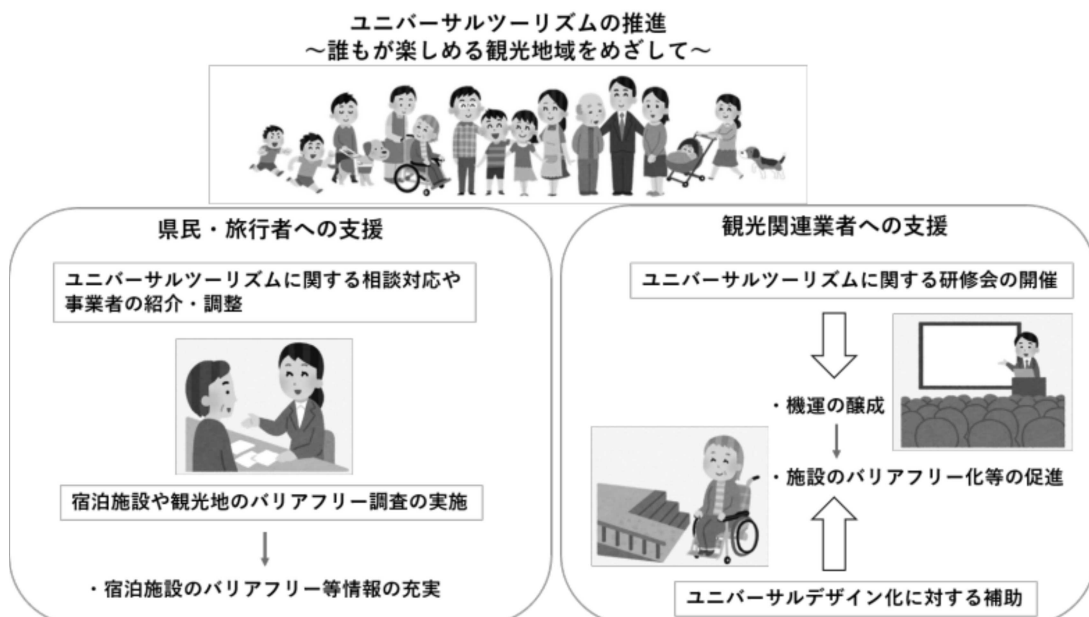 ユニバーサルツーリズムの推進
～誰もが楽しめる観光地域をめざして～
県民・旅行者への支援
ユニバーサルツーリズムに関する相談対応や
事業者の紹介・調整
宿泊施設や観光地のバリアフリー調査の実施
・宿泊施設のバリアフリー等情報の充実
観光関連業者への支援
ユニバーサルツーリズムに関する研修会の開催
・機運の醸成
・施設のバリアフリー化等の促進
ユニバーサルデザイン化に対する補助